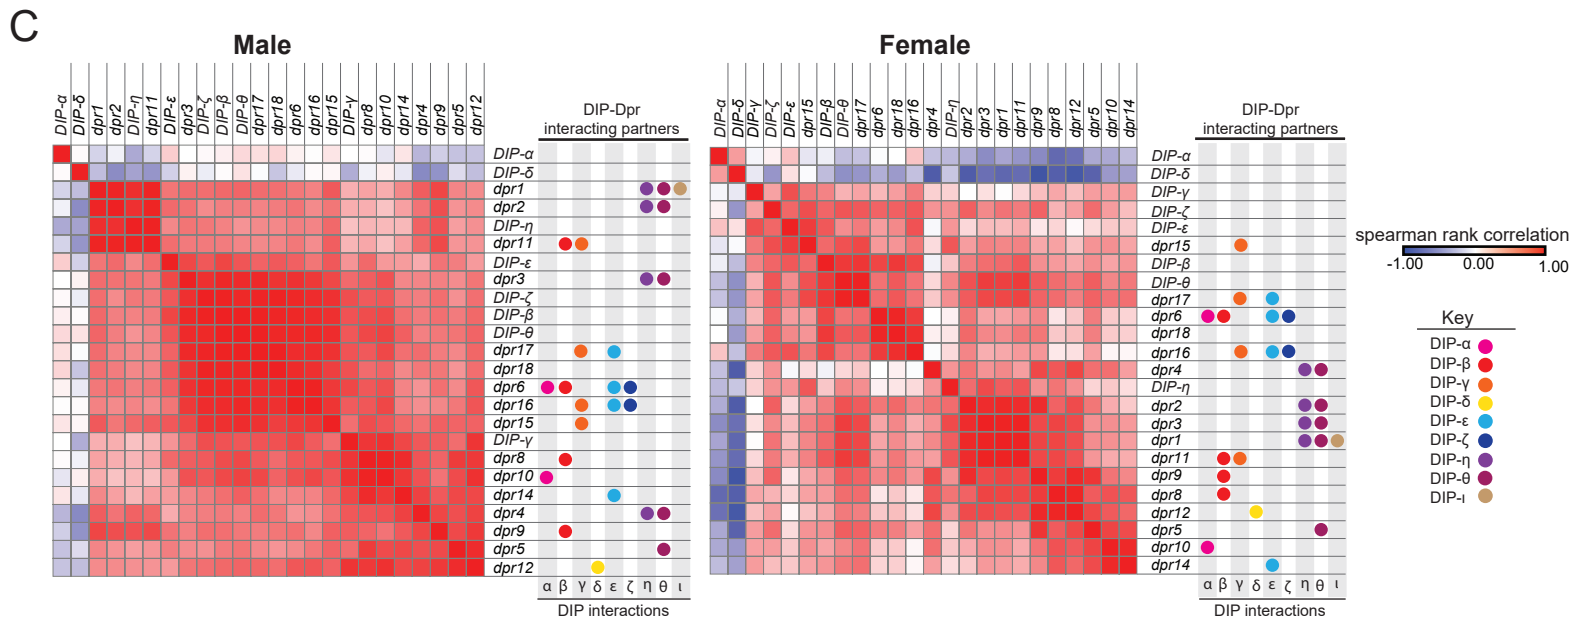 C
Male
Female
DIP-α
DIP-δ
dpr1
dpr2
DIP-η
dpr11
DIP-ε
dpr3
DIP-ζ
DIP-β
DIP-θ
dpr17
dpr18
dpr6
dpr16
dpr15
DIP-γ
dpr8
dpr10
dpr14
dpr4
dpr9
dpr5
dpr12
DIP-Dpr
interacting partners
DIP-α
DIP-δ
dpr1
dpr2
DIP-η
dpr11
DIP-ε
dpr3
DIP-ζ
DIP-β
DIP-θ
dpr17
dpr18
dpr6
dpr16
dpr15
DIP-γ
dpr8
dpr10
dpr14
dpr4
dpr9
dpr5
dpr12
α β γ δ ε ζ η θ ι
DIP interactions
DIP-α
DIP-δ
DIP-γ
DIP-ζ
DIP-ε
dpr15
DIP-β
DIP-θ
dpr17
dpr6
dpr18
dpr16
dpr4
DIP-η
dpr2
dpr3
dpr1
dpr11
dpr9
dpr8
dpr12
dpr5
dpr10
dpr14
DIP-Dpr
interacting partners
DIP-α
DIP-δ
DIP-γ
DIP-ζ
DIP-ε
dpr15
DIP-β
DIP-θ
dpr17
dpr6
dpr18
dpr16
dpr4
DIP-η
dpr2
dpr3
dpr1
dpr11
dpr9
dpr8
dpr12
dpr5
dpr10
dpr14
α β γ δ ε ζ η θ ι
DIP interactions
spearman rank correlation
-1.00 0.00 1.00
Key
DIP-α
DIP-β
DIP-γ
DIP-δ
DIP-ε
DIP-ζ
DIP-η
DIP-θ
DIP-ι